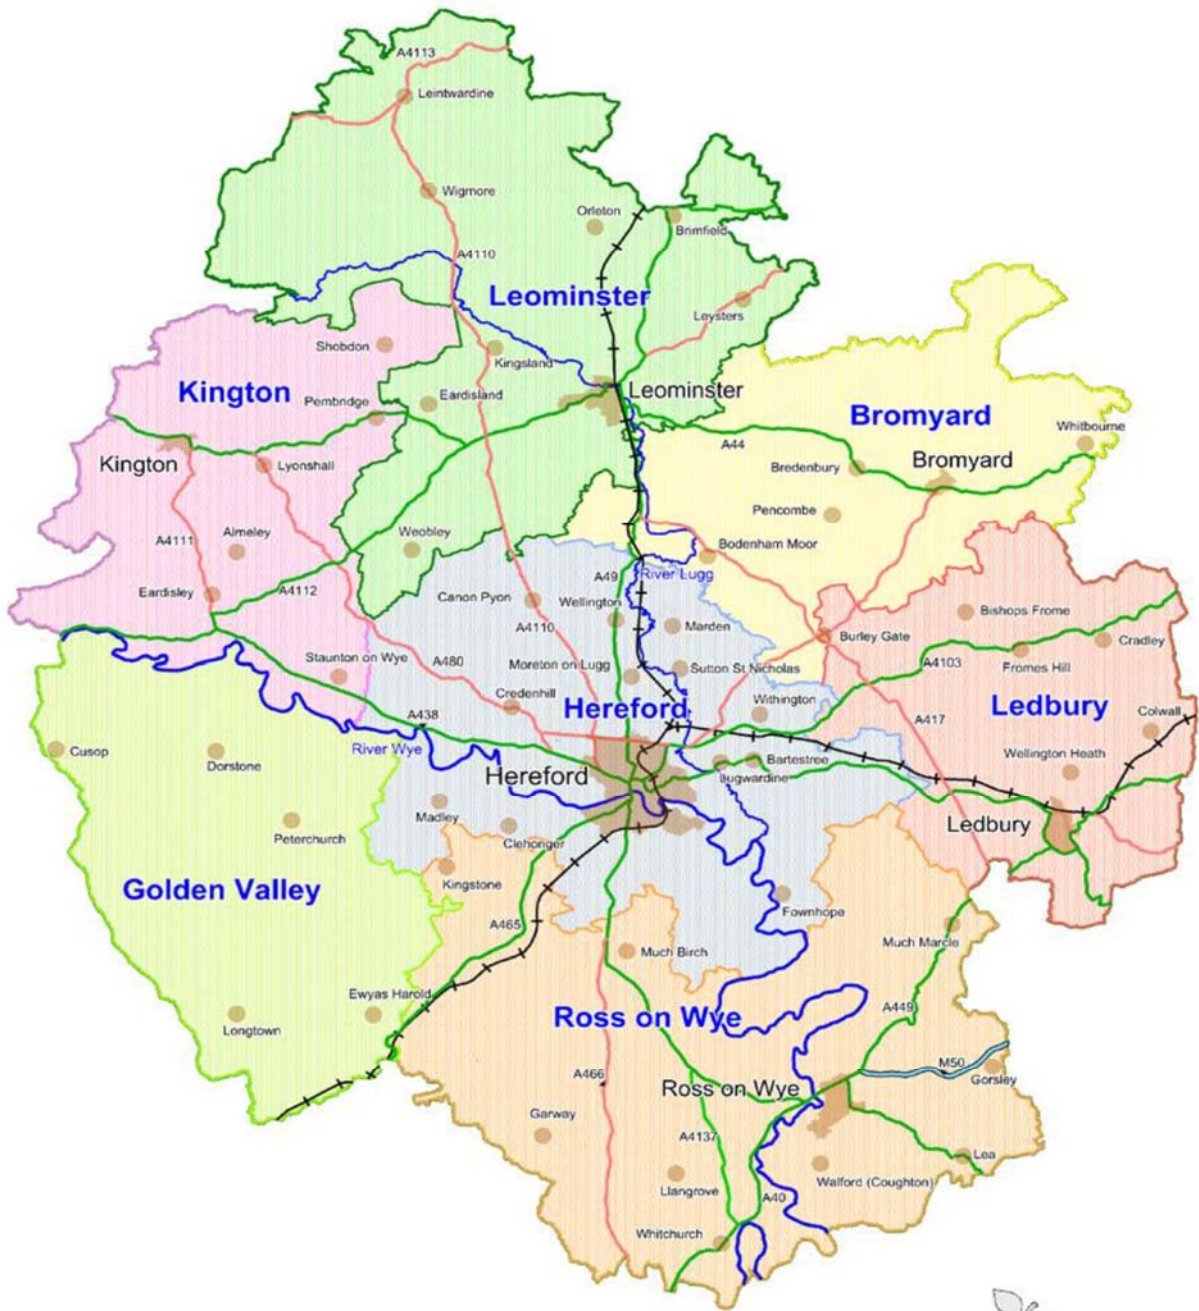 A4113
Leintwardine
Wigmore
Orleton
Brimfield
A4110
Leominster
Leysters
Shobdon
Kingsland
Kington
Eardisland
Leominster
Pembridge
Bromyard
Whitbourne
A44
Kington
Lyonshall
Bredenbury
Bromyard
Pencombe
A4111
Almeley
Weobley
Bodenham Moor
A49
River Lugg
Eardisley
A4112
Canon Pyon
Wellington
Bishops Frome
A4110
Marden
Burley Gate
Cradley
Staunton on Wye
A480
Moreton on Lugg
Sutton St Nicholas
A4103
Fromes Hill
Credenhill
Withington
Hereford
Ledbury
A438
A417
Colwall
River Wye
Cusop
Dorstone
Hereford
Lugwardine
Bartestree
Wellington Heath
Madley
Ledbury
Peterchurch
Clehonger
Golden Valley
Kingstone
Fownhope
A465
Much Birch
Much Marcle
Ewyas Harold
Longtown
Ross on Wye
A449
M50
Gorsley
A466
Ross on Wye
Garway
A4137
Lea
Llangrove
A40
Walford (Coughton)
Whitchurch